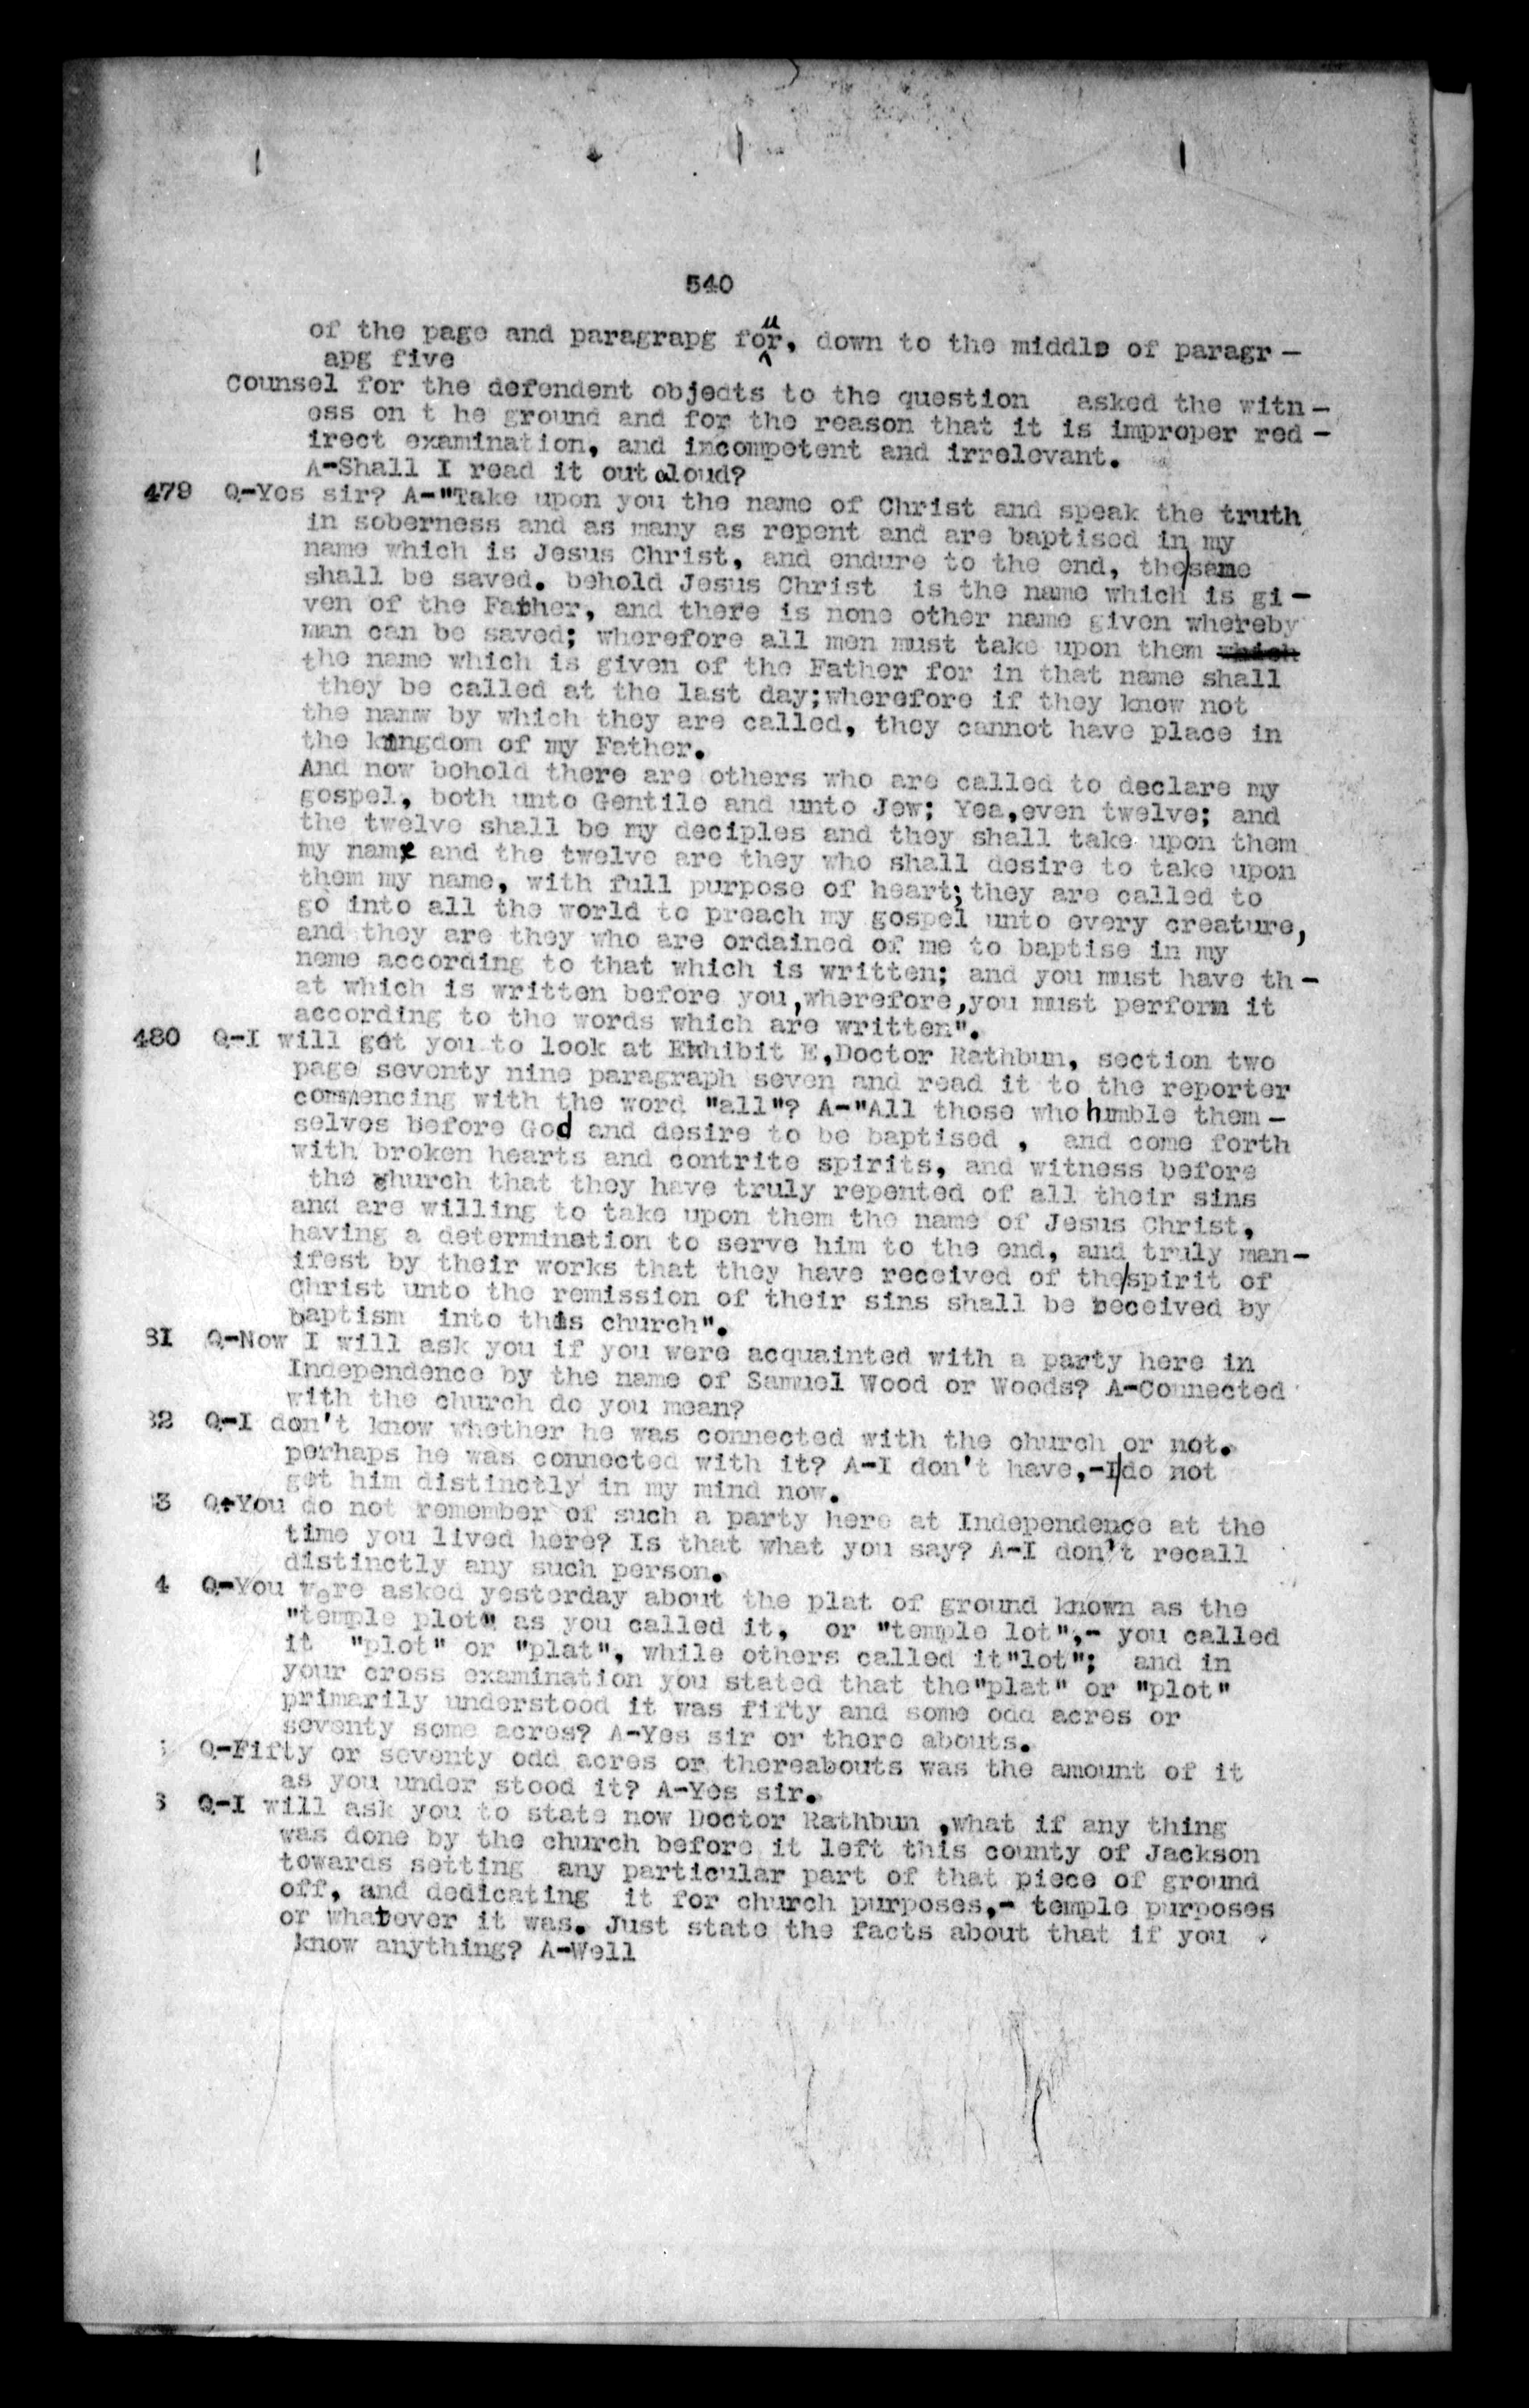 540
of the page and paragrapg four, down to the middle of paragr-
apg five
Counsel for the defendent objects to the question asked the witn-
ess on t he ground and for the reason that it is improper red-
irect examination, and incompetent and irrelevant.
A-Shall I read it out aloud?
479 Q-Yes sir? A-"Take upon you the name of Christ and speak the truth
in soberness and as many as repent and are baptised in my
name which is Jesus Christ, and endure to the end, the/same
shall be saved. behold Jesus Christ is the name which is gi-
ven of the Father, and there is none other name given whereby
man can be saved; wherefore all men must take upon them which
the name which is given of the Father for in that name shall
they be called at the last day;wherefore if they know not
the namw by which they are called, they cannot have place in
the kingdom of my Father.
And now behold there are others who are called to declare my
gospel, both unto Gentile and unto Jew; Yea,even twelve; and
the twelve shall be my deciples and they shall take upon them
my name and the twelve are they who shall desire to take upon
them my name, with full purpose of heart; they are called to
go into all the world to preach my gospel unto every creature,
and they are they who are ordained of me to baptise in my
neme according to that which is written; and you must have th-
at which is written before you,wherefore,you must perform it
according to the words which are written".
480 Q-I will get you to look at Exhibit E,Doctor Rathbun, section two
page seventy nine paragraph seven and read it to the reporter
commencing with the word "all"? A-"All those who humble them-
selves before God and desire to be baptised , and come forth
with broken hearts and contrite spirits, and witness before
the church that they have truly repented of all their sins
and are willing to take upon them the name of Jesus Christ,
having a determination to serve him to the end, and truly man-
ifest by their works that they have received of the/spirit of
Christ unto the remission of their sins shall be received by
baptism into this church".
81 Q-Now I will ask you if you were acquainted with a party here in
Independence by the name of Samuel Wood or Woods? A-Connected
with the church do you mean?
82 Q-I don't know whether he was connected with the church or not.
perhaps he was connected with it? A-I don't have,-I/do not
get him distinctly in my mind now.
3 Q-You do not remember of such a party here at Independence at the
time you lived here? Is that what you say? A-I don't recall
distinctly any such person.
4 Q-You were asked yesterday about the plat of ground known as the
"temple plot" as you called it, or "temple lot",- you called
it "plot" or "plat", while others called it"lot"; and in
your cross examination you stated that the"plat" or "plot"
primarily understood it was fifty and some odd acres or
seventy some acres? A-Yes sir or there abouts.
Q-Fifty or seventy odd acres or thereabouts was the amount of it
as you under stood it? A-Yes sir.
6 Q-I will ask you to state now Doctor Rathbun ,what if any thing
was done by the church before it left this county of Jackson
towards setting any particular part of that piece of ground
off, and dedicating it for church purposes,- temple purposes
or whatever it was. Just state the facts about that if you
know anything? A-Well